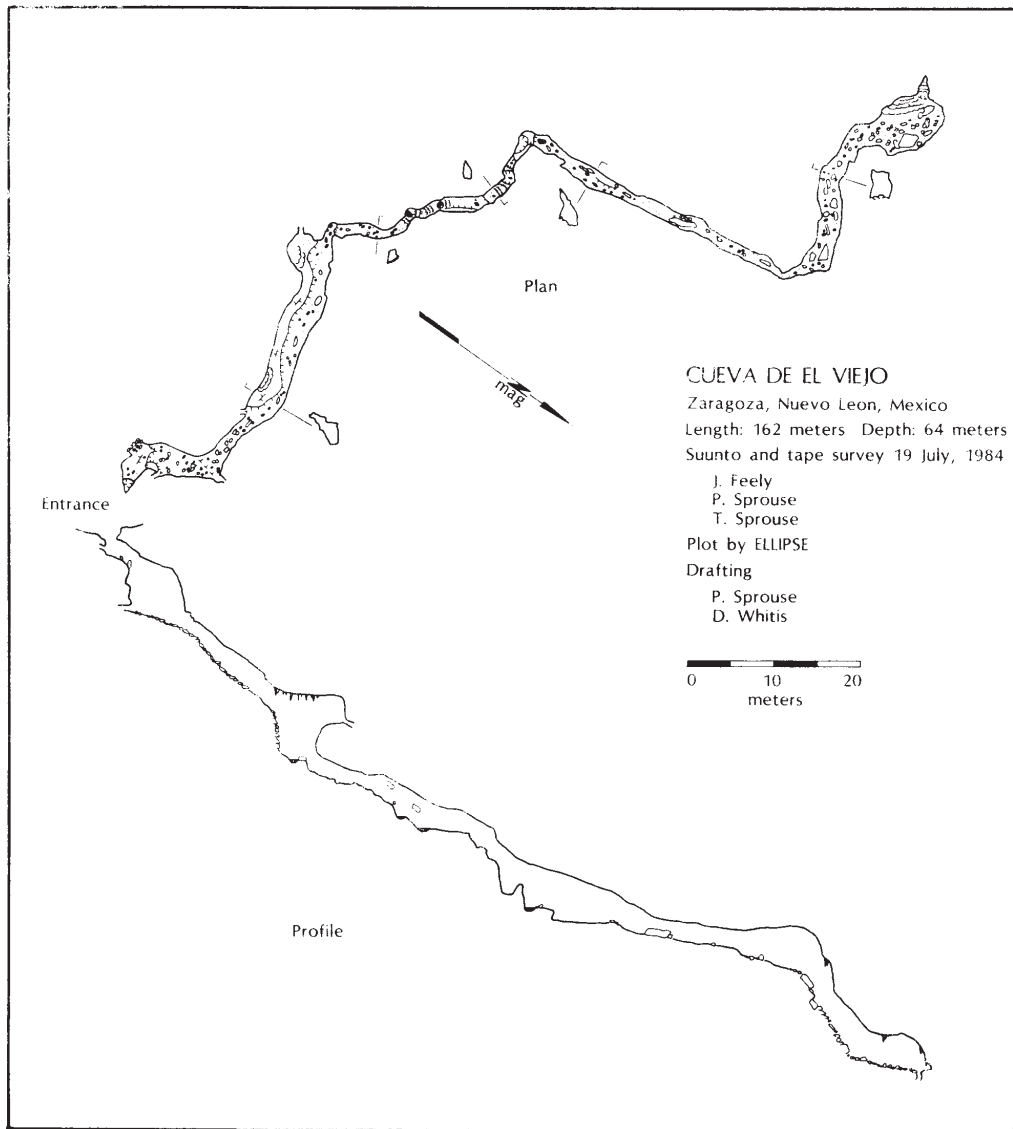 Plan
mag
CUEVA DE EL VIEJO
Zaragoza, Nuevo Leon, Mexico
Length: 162 meters Depth: 64 meters
Suunto and tape survey 19 July, 1984
J. Feely
P. Sprouse
T. Sprouse
Plot by ELLIPSE
Drafting
P. Sprouse
D. Whitis
0 10 20
meters
Entrance
Profile